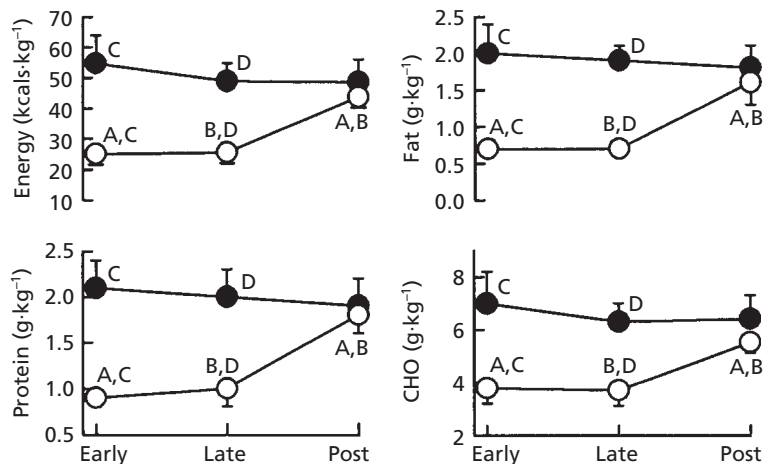 Energy (kcals·kg⁻¹)
70
60
50
40
30
20
10
C
D
A,C
B,D
A,B
Fat (g·kg⁻¹)
2.5
2.0
1.5
1.0
0.5
0.0
C
D
A,C
B,D
A,B
Protein (g·kg⁻¹)
2.5
2.0
1.5
1.0
0.5
C
D
A,C
B,D
A,B
Early Late Post
CHO (g·kg⁻¹)
8
6
4
2
C
D
A,C
B,D
A,B
Early Late Post